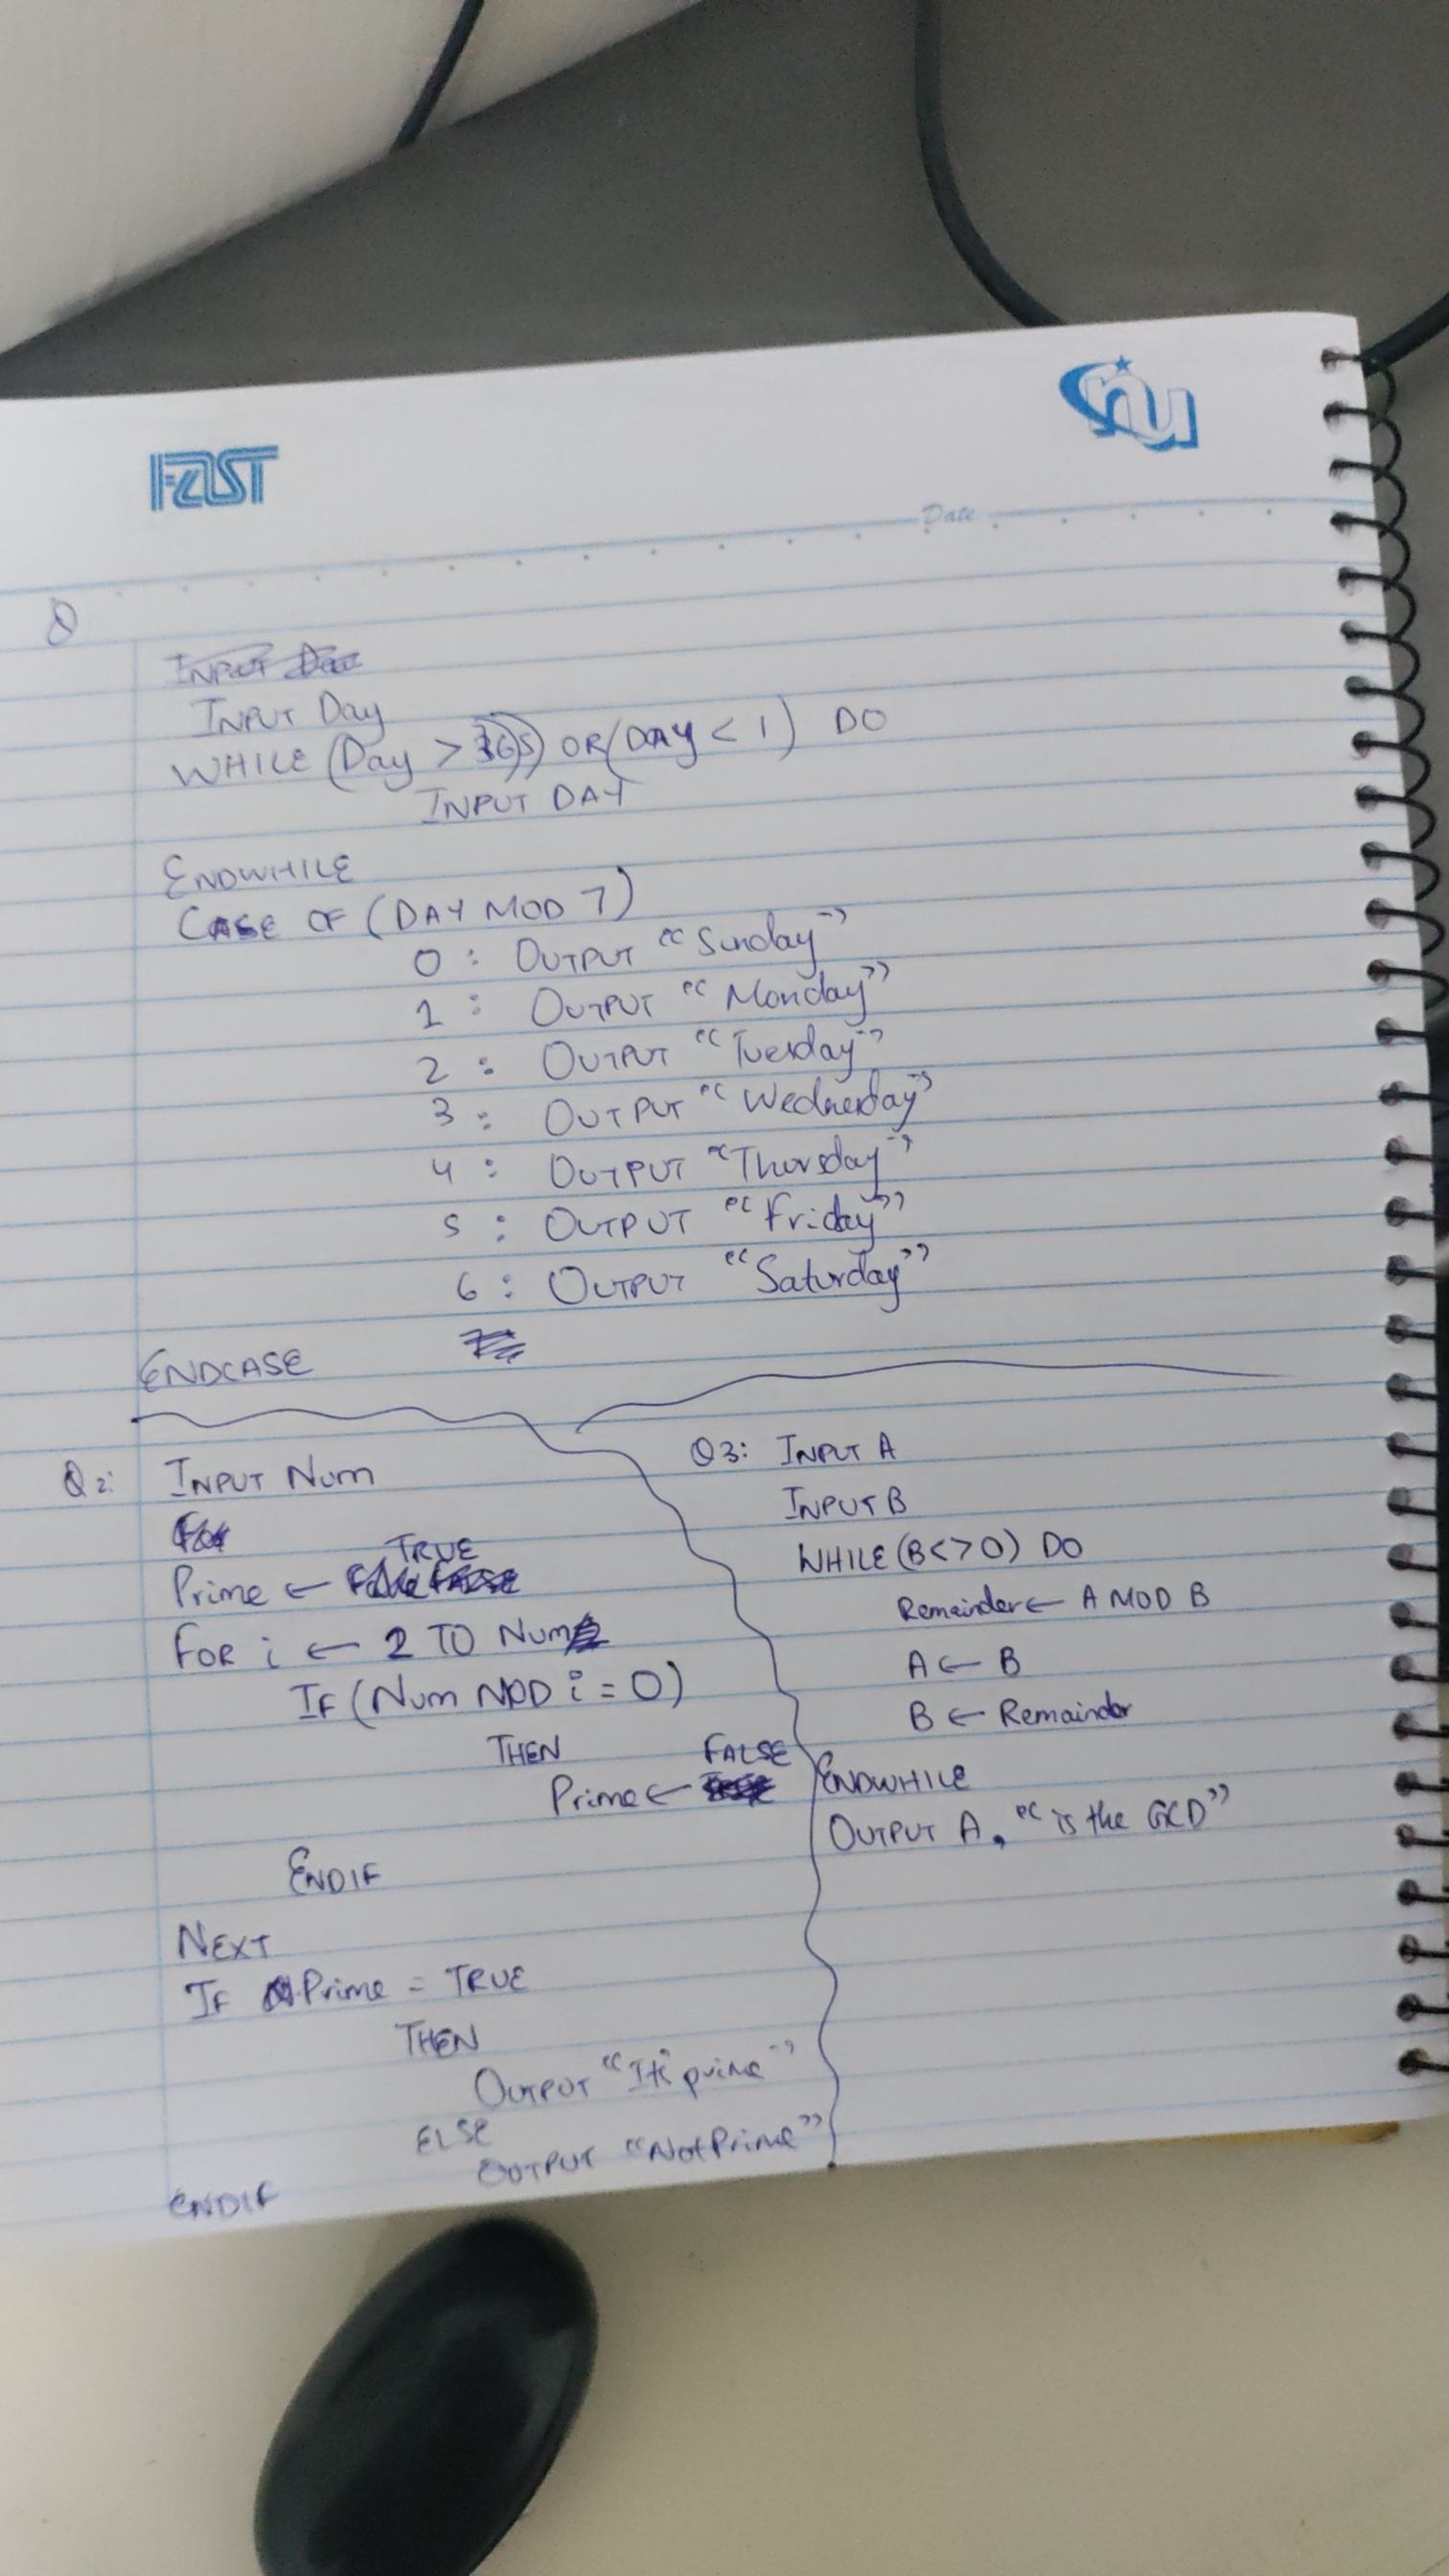 FAST
nu
Date
Q
INPUT Day
WHILE (Day > 365) OR (DAY < 1) DO
INPUT DAY
ENDWHILE
CASE OF (DAY MOD 7)
0 : OUTPUT "Sunday"
1 : OUTPUT "Monday"
2 : OUTPUT "Tuesday"
3 : OUTPUT "Wednesday"
4 : OUTPUT "Thursday"
5 : OUTPUT "Friday"
6 : OUTPUT "Saturday"
ENDCASE
Q2: INPUT Num
Prime ← TRUE
FOR i ← 2 TO Num
IF (Num MOD i = 0)
THEN
Prime ← FALSE
ENDIF
NEXT
IF Prime = TRUE
THEN
OUTPUT "Its prime"
ELSE
OUTPUT "Not Prime"
ENDIF
Q3: INPUT A
INPUT B
WHILE (B <> 0) DO
Remainder ← A MOD B
A ← B
B ← Remainder
ENDWHILE
OUTPUT A, "is the GCD"